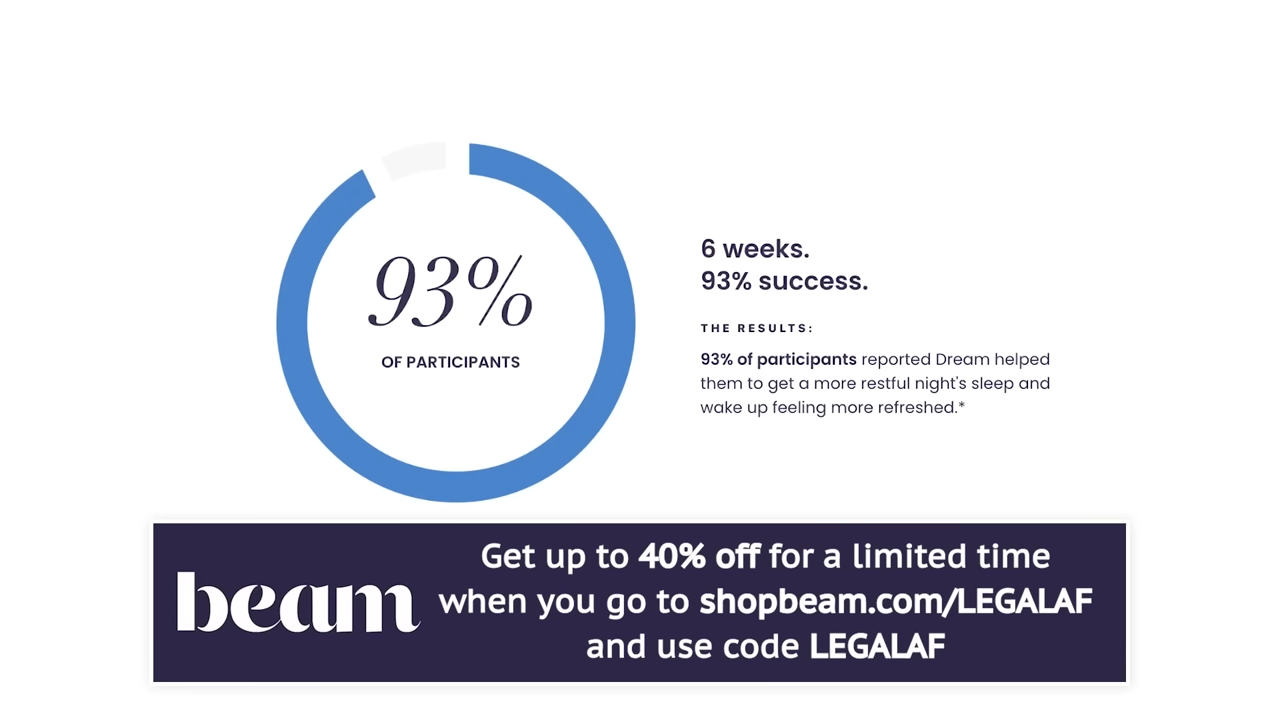 93%
OF PARTICIPANTS
6 weeks.
93% success.
THE RESULTS:
93% of participants reported Dream helped
them to get a more restful night's sleep and
wake up feeling more refreshed.*
beam
Get up to 40% off for a limited time
when you go to shopbeam.com/LEGALAF
and use code LEGALAF